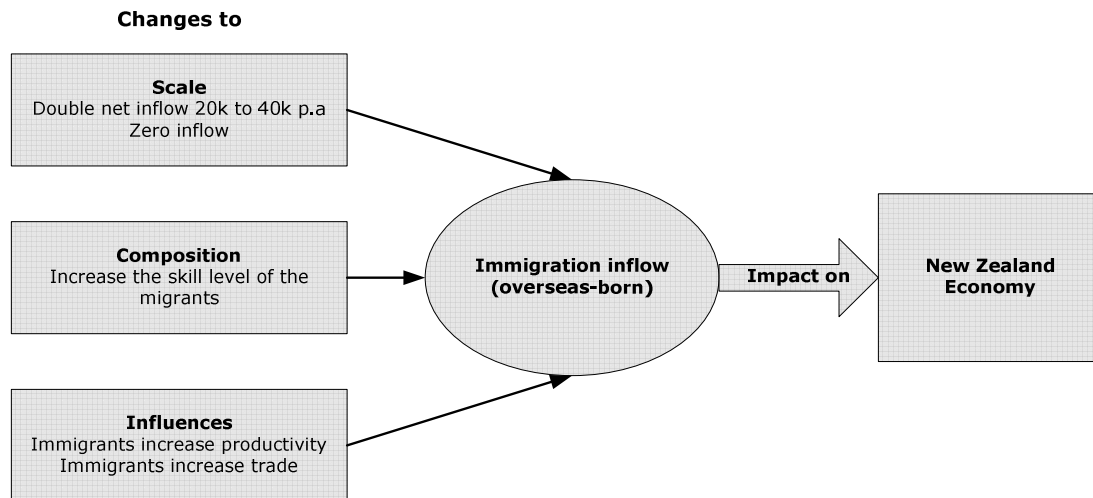 Changes to
Scale
Double net inflow 20k to 40k p.a
Zero inflow
Composition
Increase the skill level of the
migrants
Influences
Immigrants increase productivity
Immigrants increase trade
Immigration inflow
(overseas-born)
Impact on
New Zealand
Economy